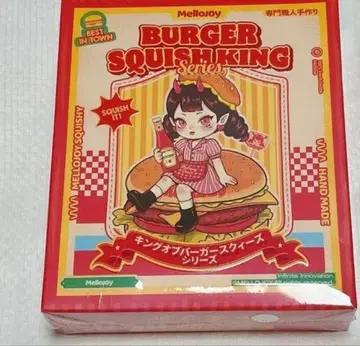 MelloJoy
専門職人手作り
BEST
IN TOWN
BURGER
SQUISH KING
Series
SQUISH
IT!
MELLOJOY SQUISHY
HAND MADE
キングオブバーガースクィーズ
シリーズ
MelloJoy
Infinite Innovation